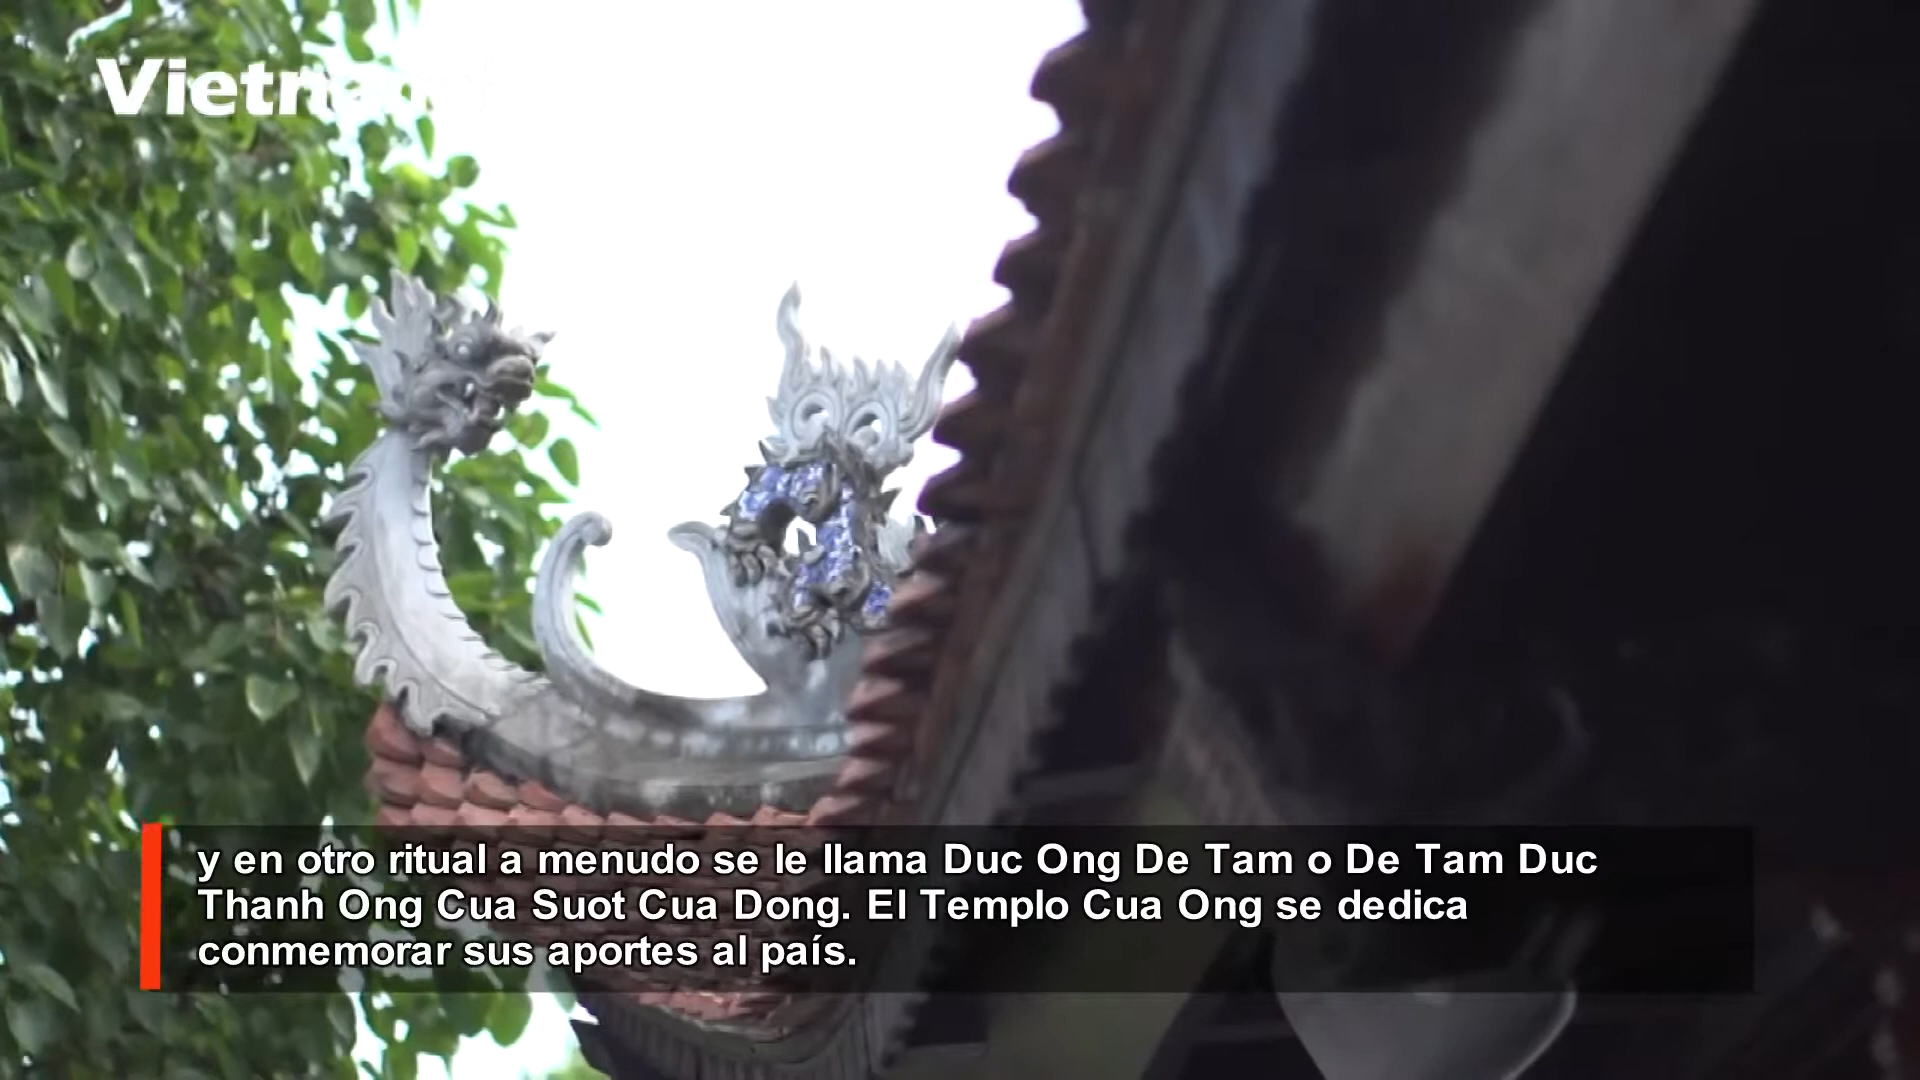 Vietnam
y en otro ritual a menudo se le llama Duc Ong De Tam o De Tam Duc
Thanh Ong Cua Suot Cua Dong. El Templo Cua Ong se dedica
conmemorar sus aportes al país.